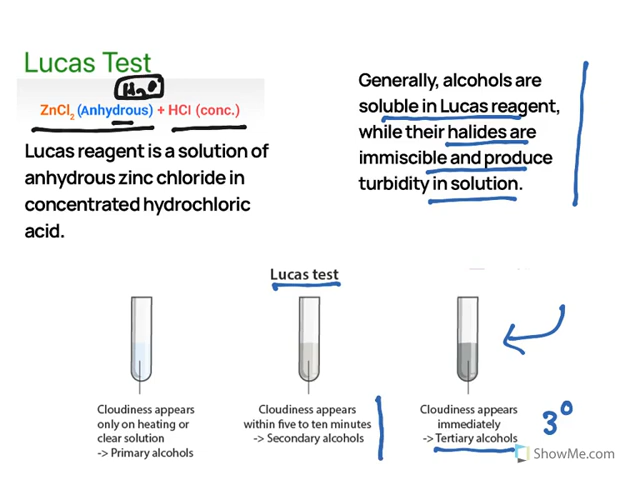 Lucas Test
H₂O
ZnCl₂ (Anhydrous) + HCl (conc.)
Lucas reagent is a solution of
anhydrous zinc chloride in
concentrated hydrochloric
acid.
Generally, alcohols are
soluble in Lucas reagent,
while their halides are
immiscible and produce
turbidity in solution.
Lucas test
Cloudiness appears
only on heating or
clear solution
-> Primary alcohols
Cloudiness appears
within five to ten minutes
-> Secondary alcohols
Cloudiness appears
immediately
-> Tertiary alcohols
3°
ShowMe.com